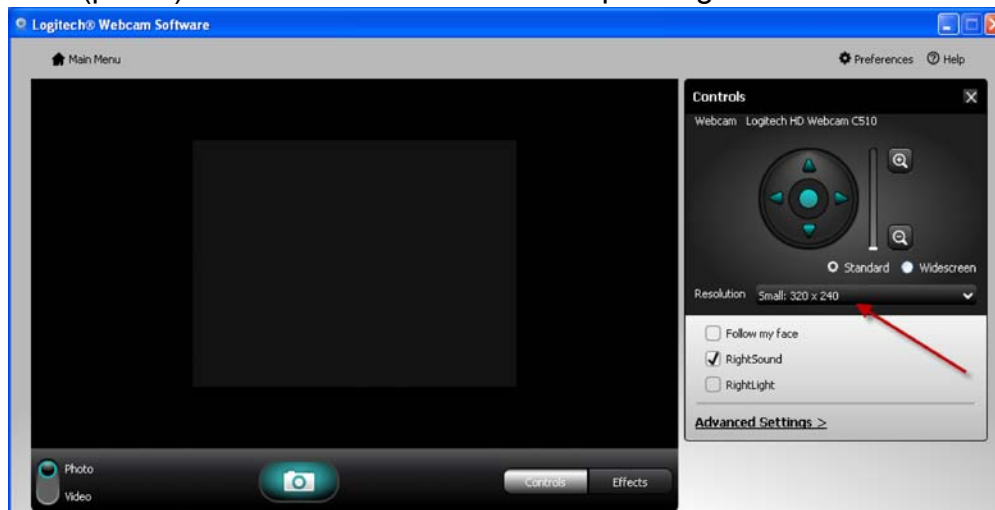 Logitech® Webcam Software
Main Menu
Preferences
Help
Controls
Webcam Logitech HD Webcam C510
Standard
Widescreen
Resolution
Small: 320 x 240
Follow my face
RightSound
RightLight
Advanced Settings >
Photo
Video
Controls
Effects